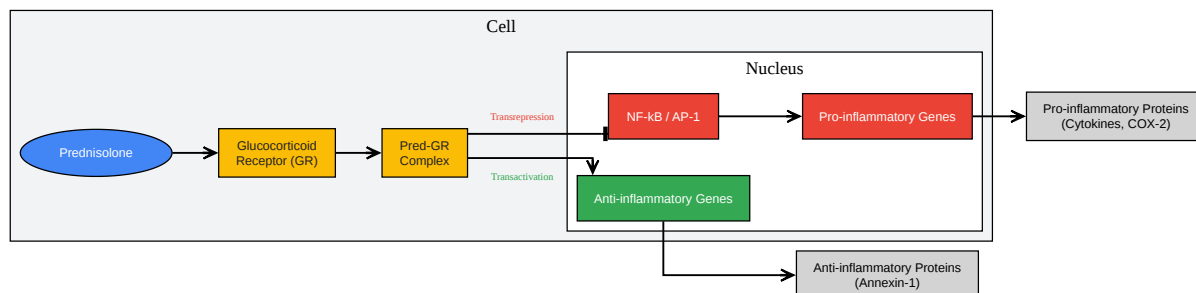 Cell
Nucleus
Prednisolone
Glucocorticoid
Receptor (GR)
Pred-GR
Complex
Transrepression
Transactivation
NF-kB / AP-1
Pro-inflammatory Genes
Anti-inflammatory Genes
Pro-inflammatory Proteins
(Cytokines, COX-2)
Anti-inflammatory Proteins
(Annexin-1)